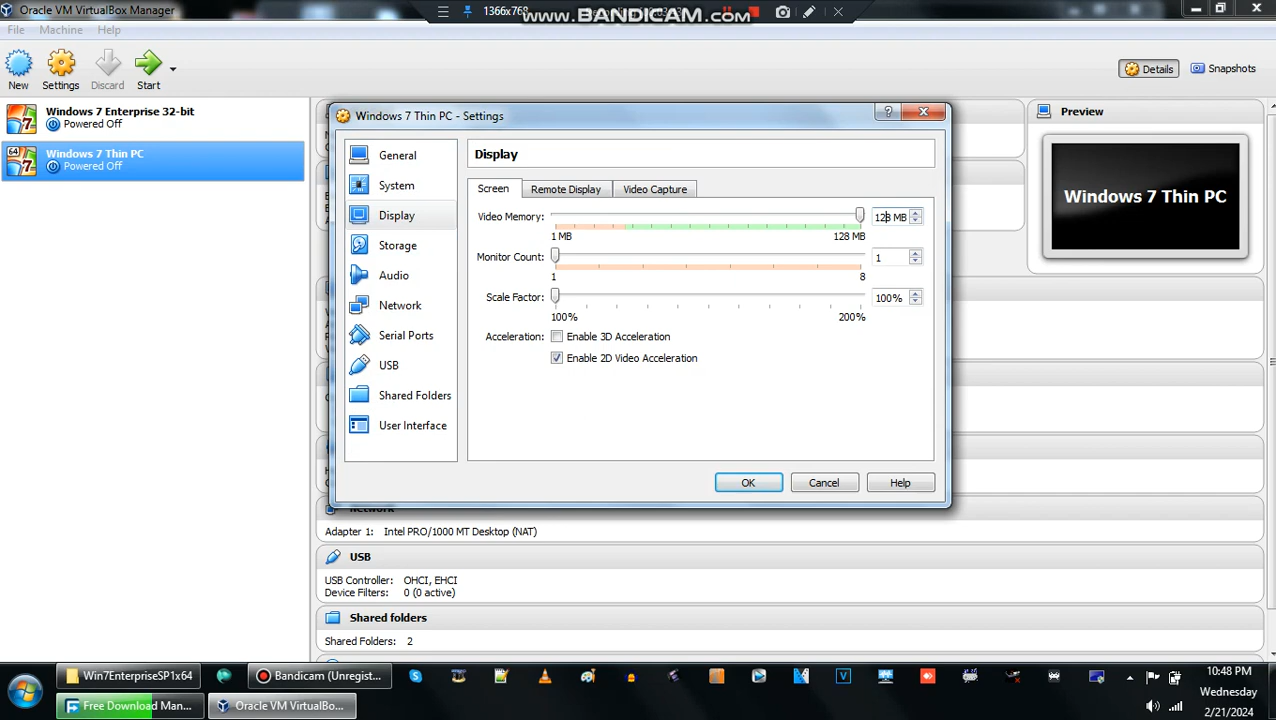 Oracle VM VirtualBox Manager
1366x768
www.BANDICAM.com
File Machine Help
New Settings Discard Start
Details Snapshots
Windows 7 Enterprise 32-bit
Powered Off
64 Windows 7 Thin PC
Powered Off
Preview
Windows 7 Thin PC
Windows 7 Thin PC - Settings
General
System
Display
Storage
Audio
Network
Serial Ports
USB
Shared Folders
User Interface
Display
Screen Remote Display Video Capture
Video Memory: 128 MB
1 MB 128 MB
Monitor Count: 1
1 8
Scale Factor: 100%
100% 200%
Acceleration: Enable 3D Acceleration
Enable 2D Video Acceleration
OK Cancel Help
Adapter 1: Intel PRO/1000 MT Desktop (NAT)
USB
USB Controller: OHCI, EHCI
Device Filters: 0 (0 active)
Shared folders
Shared Folders: 2
Win7EnterpriseSP1x64 Bandicam (Unregist...
Free Download Man... Oracle VM VirtualBo...
10:48 PM
Wednesday
2/21/2024